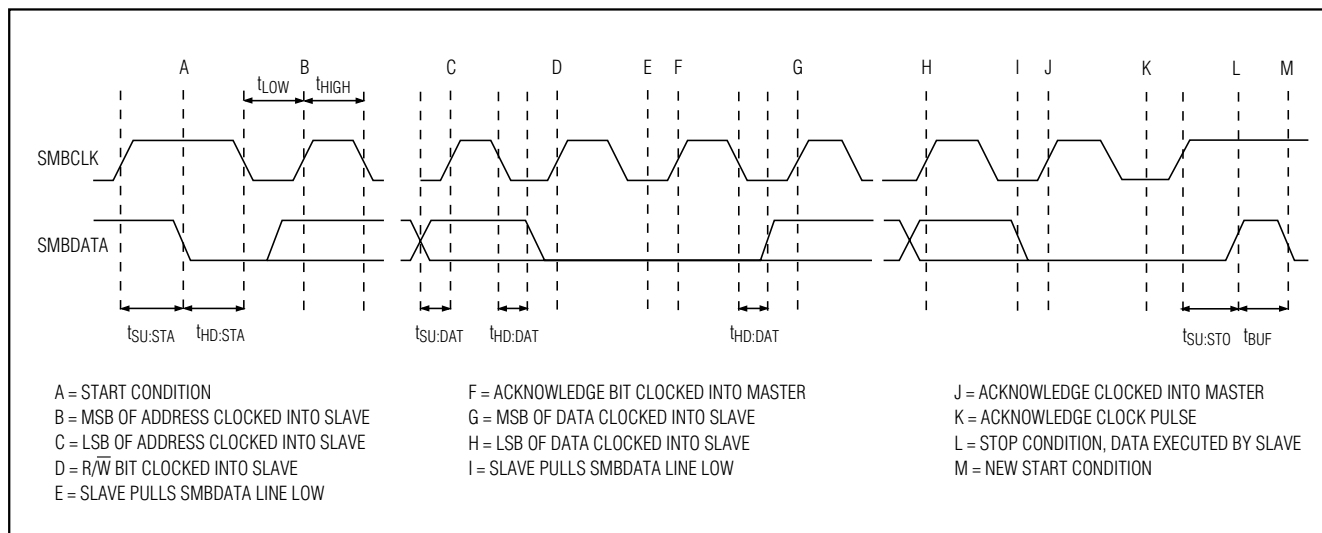 A B C D E F G H I J K L M
tLOW tHIGH
SMBCLK
SMBDATA
tSU:STA tHD:STA tSU:DAT tHD:DAT tHD:DAT tSU:STO tBUF
A = START CONDITION
B = MSB OF ADDRESS CLOCKED INTO SLAVE
C = LSB OF ADDRESS CLOCKED INTO SLAVE
D = R/W̅ BIT CLOCKED INTO SLAVE
E = SLAVE PULLS SMBDATA LINE LOW
F = ACKNOWLEDGE BIT CLOCKED INTO MASTER
G = MSB OF DATA CLOCKED INTO SLAVE
H = LSB OF DATA CLOCKED INTO SLAVE
I = SLAVE PULLS SMBDATA LINE LOW
J = ACKNOWLEDGE CLOCKED INTO MASTER
K = ACKNOWLEDGE CLOCK PULSE
L = STOP CONDITION, DATA EXECUTED BY SLAVE
M = NEW START CONDITION